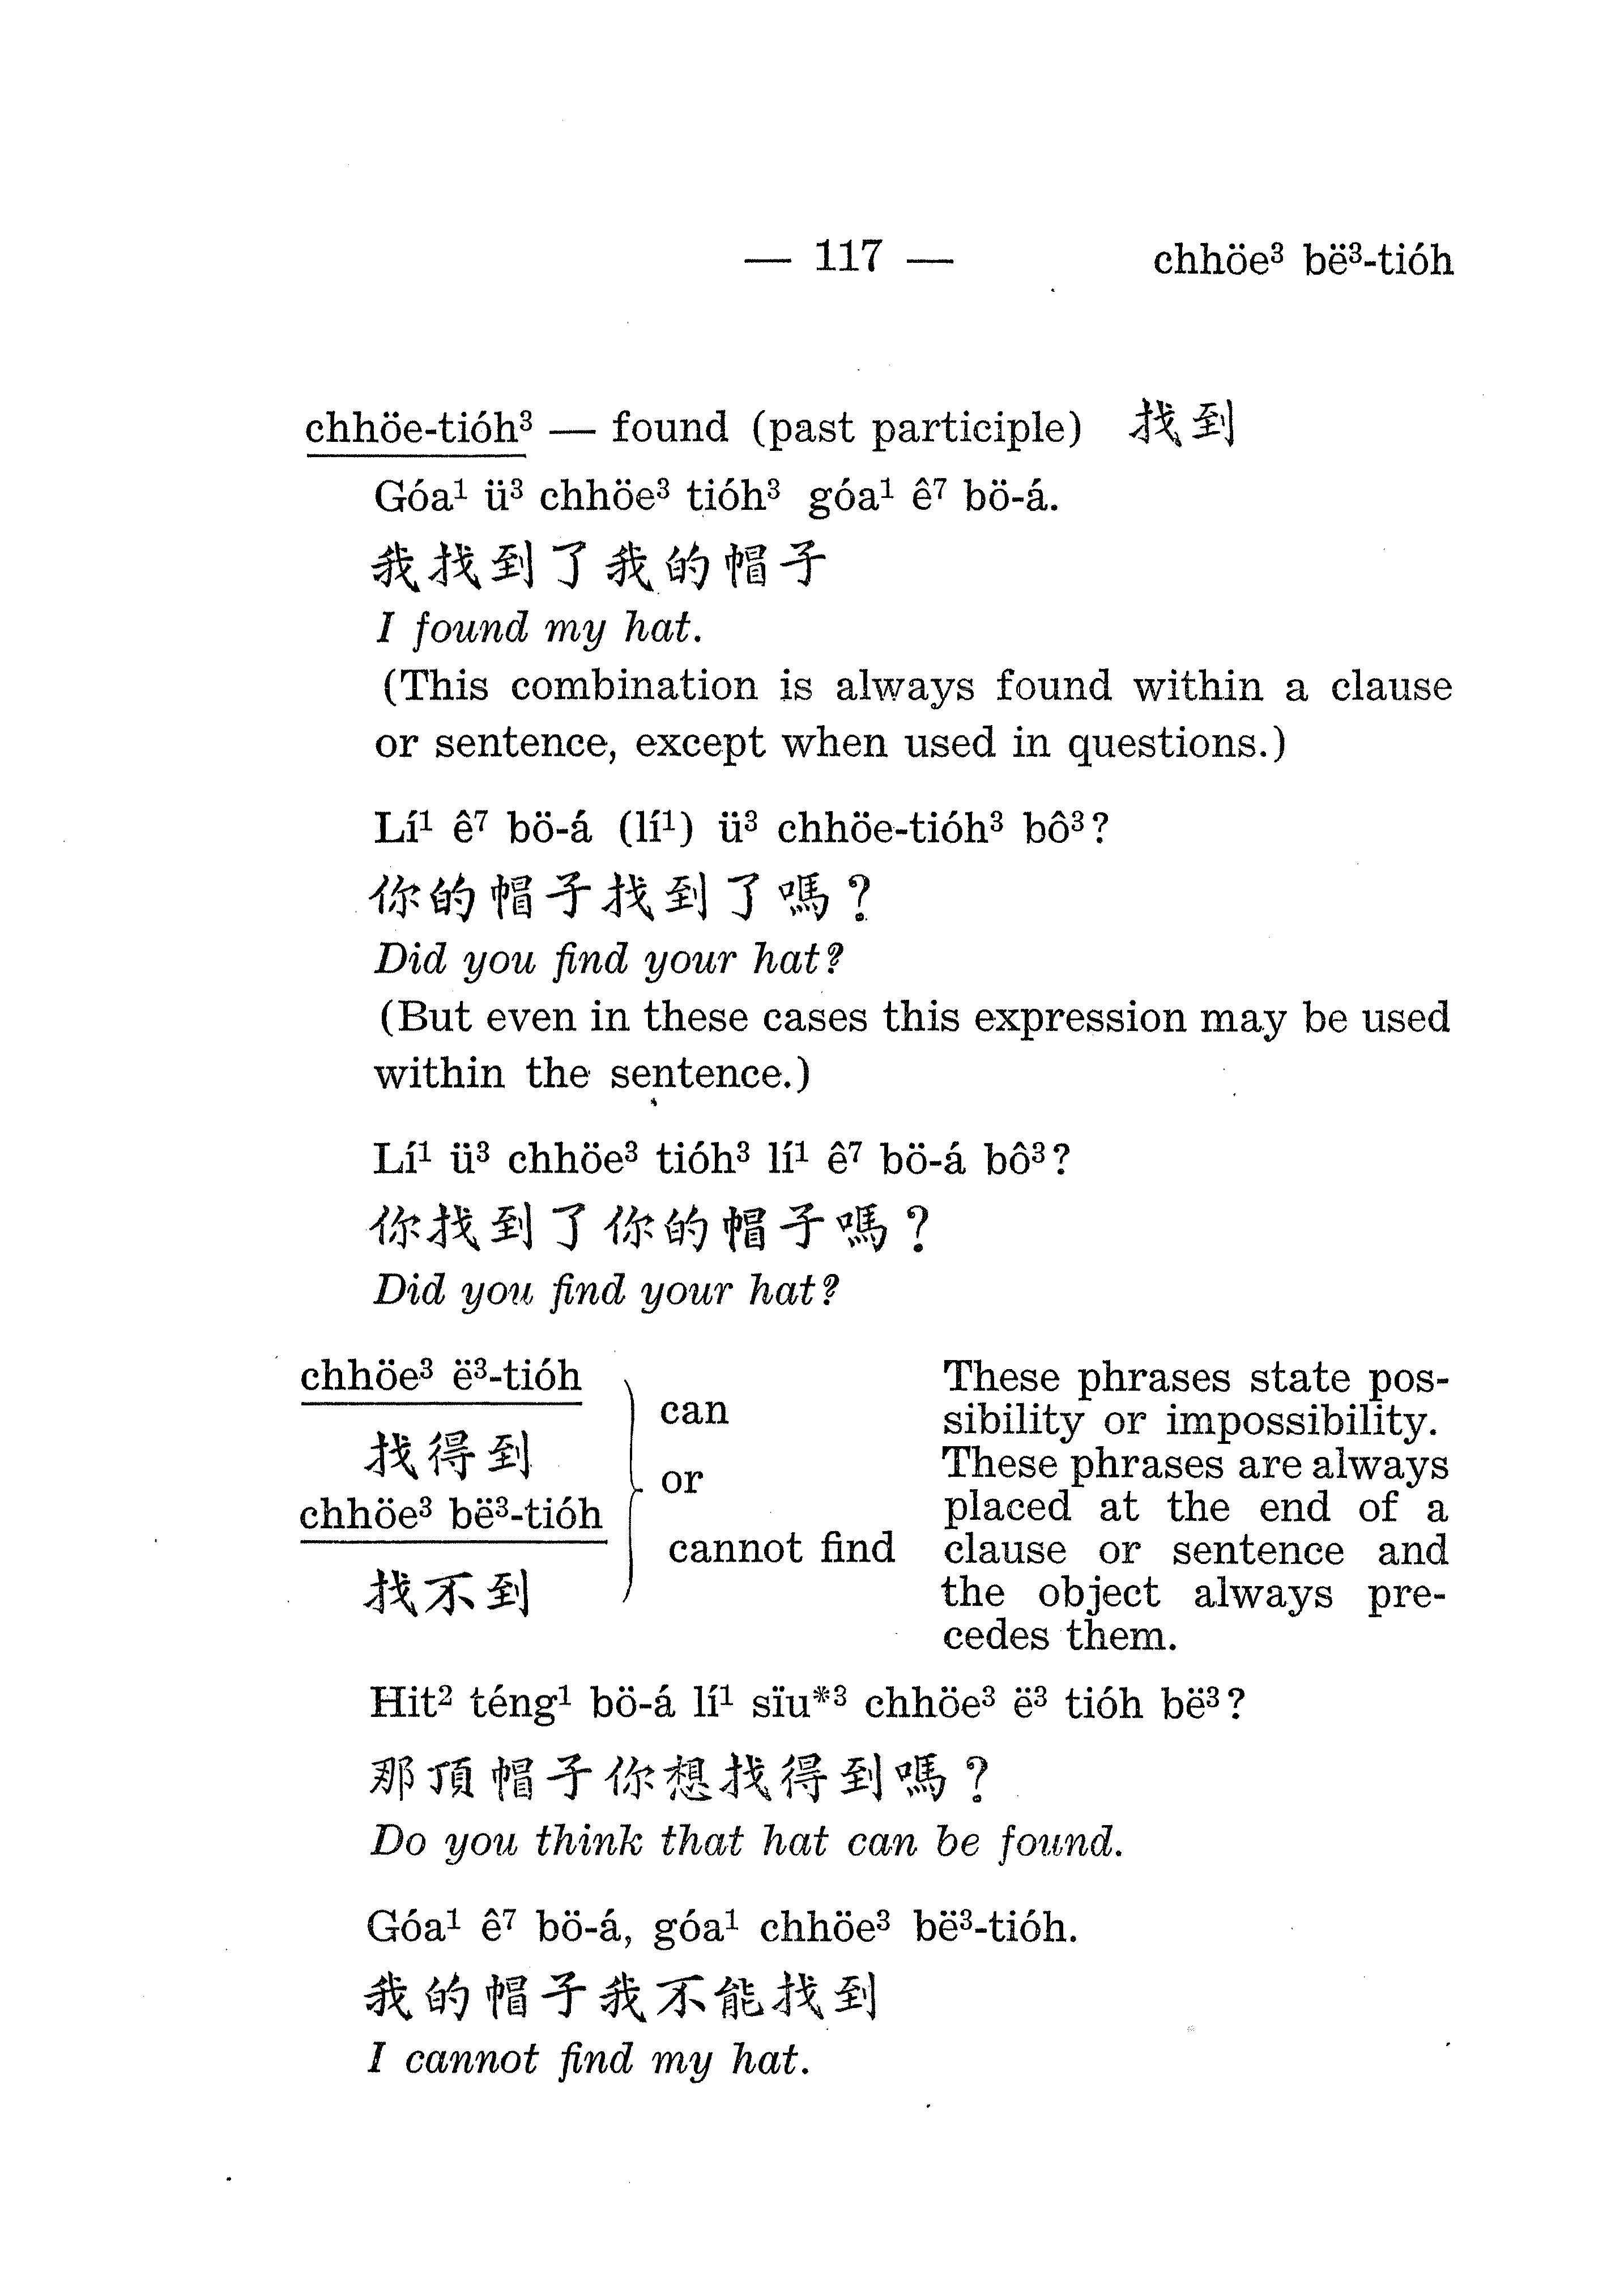 — 117 —
chhöe³ bë³-tióh
chhöe-tióh³ — found (past participle) 找到
Góa¹ ü³ chhöe³ tióh³ góa¹ ê⁷ bö-á.
我找到了我的帽子
I found my hat.
(This combination is always found within a clause
or sentence, except when used in questions.)
Lí¹ ê⁷ bö-á (lí¹) ü³ chhöe-tióh³ bô³?
你的帽子找到了嗎?
Did you find your hat?
(But even in these cases this expression may be used
within the sentence.)
Lí¹ ü³ chhöe³ tióh³ lí¹ ê⁷ bö-á bô³?
你找到了你的帽子嗎?
Did you find your hat?
chhöe³ ë³-tióh
找得到
chhöe³ bë³-tióh
找不到
can
or
cannot find
These phrases state pos-
sibility or impossibility.
These phrases are always
placed at the end of a
clause or sentence and
the object always pre-
cedes them.
Hit² téng¹ bö-á lí¹ sïu*³ chhöe³ ë³ tióh bë³?
那頂帽子你想找得到嗎?
Do you think that hat can be found.
Góa¹ ê⁷ bö-á, góa¹ chhöe³ bë³-tióh.
我的帽子我不能找到
I cannot find my hat.